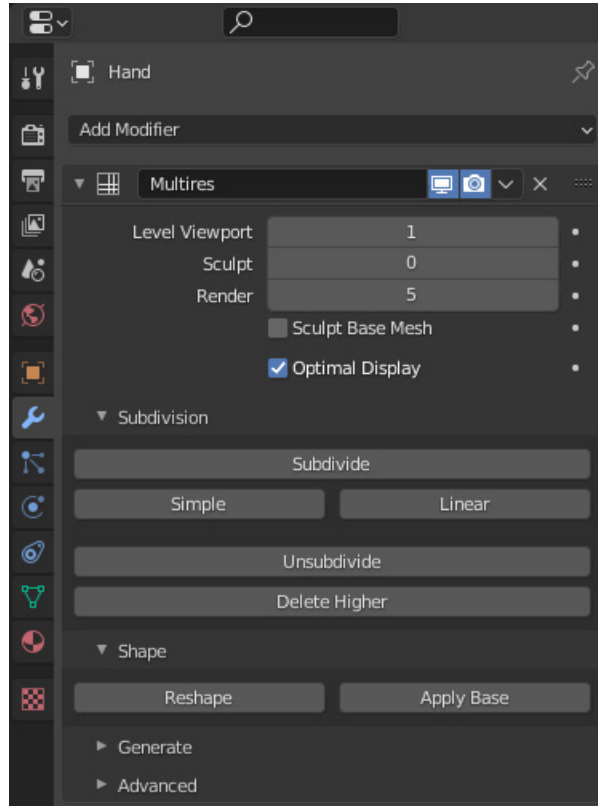 Hand
Add Modifier
Multires
Level Viewport 1
Sculpt 0
Render 5
Sculpt Base Mesh
Optimal Display
Subdivision
Subdivide
Simple Linear
Unsubdivide
Delete Higher
Shape
Reshape Apply Base
Generate
Advanced